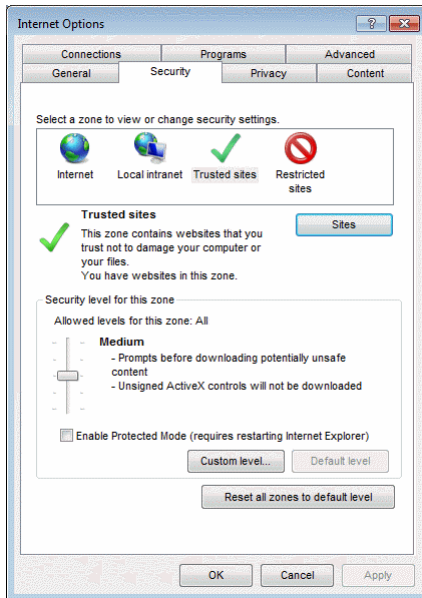 Internet Options
Connections Programs Advanced
General Security Privacy Content
Select a zone to view or change security settings.
Internet Local intranet Trusted sites Restricted
sites
Trusted sites
Sites
This zone contains websites that you
trust not to damage your computer or
your files.
You have websites in this zone.
Security level for this zone
Allowed levels for this zone: All
Medium
- Prompts before downloading potentially unsafe
content
- Unsigned ActiveX controls will not be downloaded
Enable Protected Mode (requires restarting Internet Explorer)
Custom level... Default level
Reset all zones to default level
OK Cancel Apply